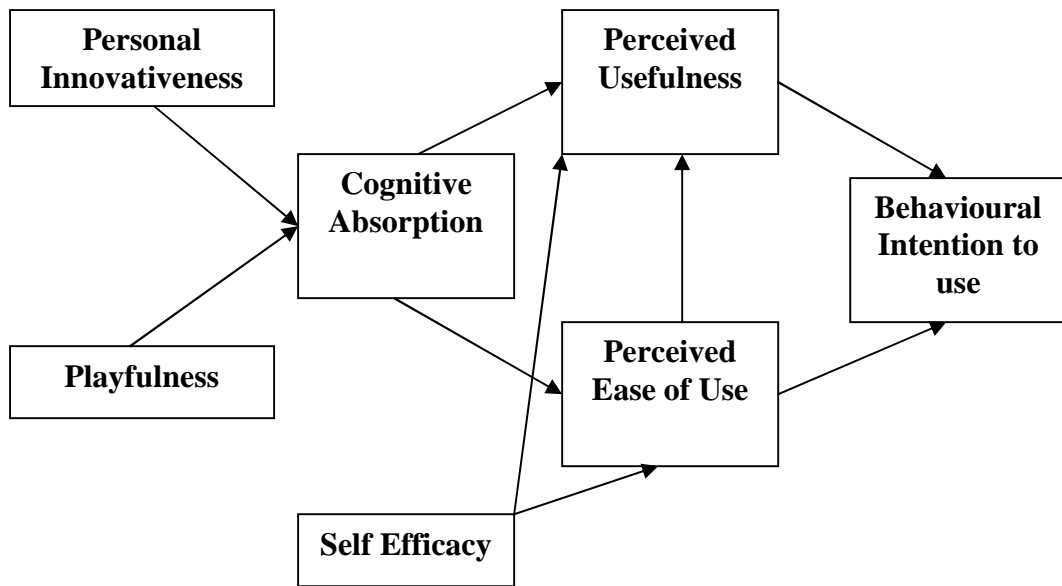 Personal
Innovativeness
Perceived
Usefulness
Cognitive
Absorption
Behavioural
Intention to
use
Playfulness
Perceived
Ease of Use
Self Efficacy